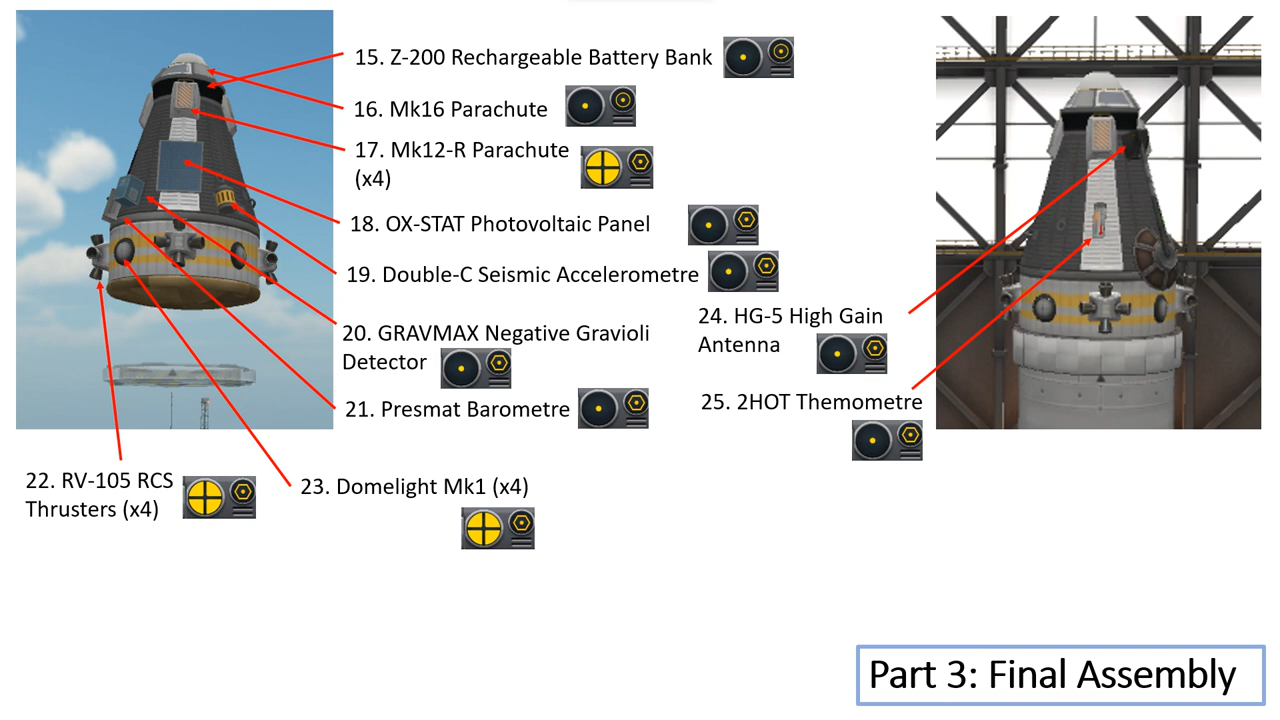 15. Z-200 Rechargeable Battery Bank
16. Mk16 Parachute
17. Mk12-R Parachute
(x4)
18. OX-STAT Photovoltaic Panel
19. Double-C Seismic Accelerometre
20. GRAVMAX Negative Gravioli
Detector
21. Presmat Barometre
22. RV-105 RCS
Thrusters (x4)
23. Domelight Mk1 (x4)
24. HG-5 High Gain
Antenna
25. 2HOT Themometre
Part 3: Final Assembly